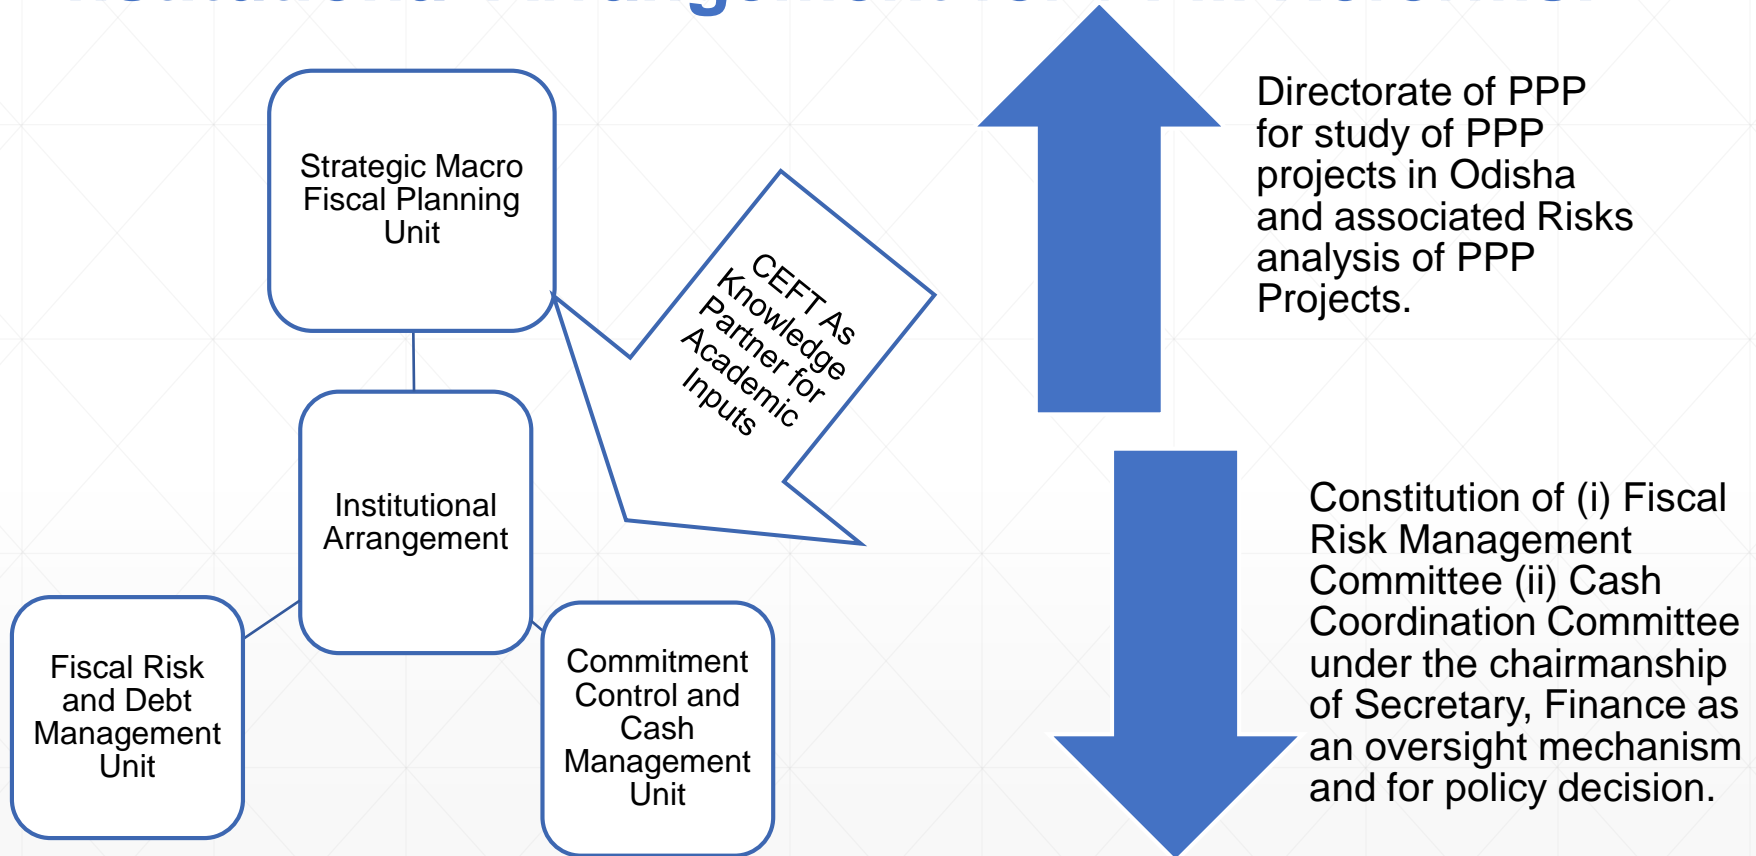 Strategic Macro
Fiscal Planning
Unit
CEFT As
Knowledge
Partner for
Academic
Inputs
Institutional
Arrangement
Fiscal Risk
and Debt
Management
Unit
Commitment
Control and
Cash
Management
Unit
Directorate of PPP
for study of PPP
projects in Odisha
and associated Risks
analysis of PPP
Projects.
Constitution of (i) Fiscal
Risk Management
Committee (ii) Cash
Coordination Committee
under the chairmanship
of Secretary, Finance as
an oversight mechanism
and for policy decision.